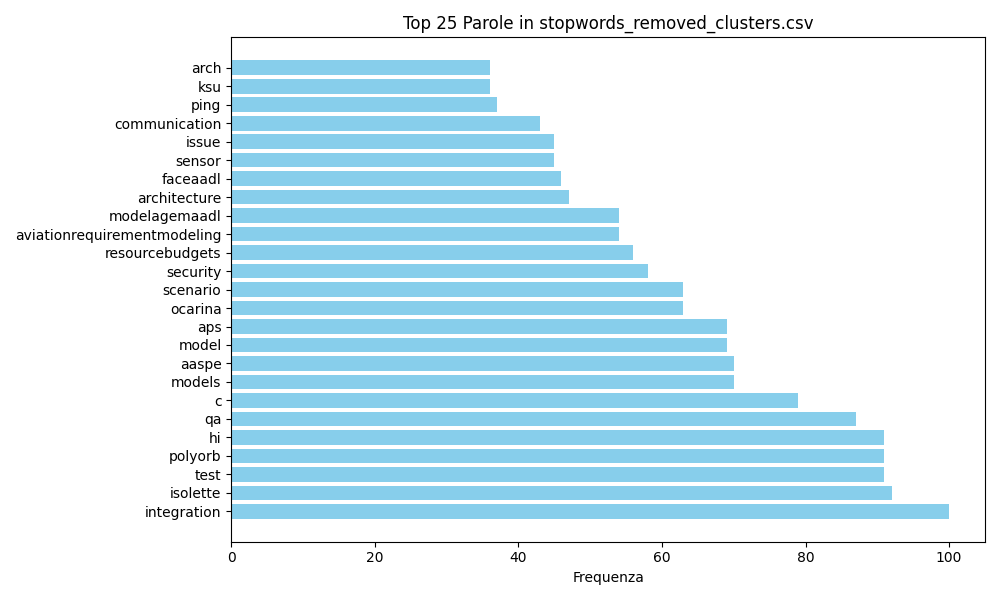 Top 25 Parole in stopwords_removed_clusters.csv
arch
ksu
ping
communication
issue
sensor
faceaadl
architecture
modelagemaadl
aviationrequirementmodeling
resourcebudgets
security
scenario
ocarina
aps
model
aaspe
models
c
qa
hi
polyorb
test
isolette
integration
0 20 40 60 80 100
Frequenza